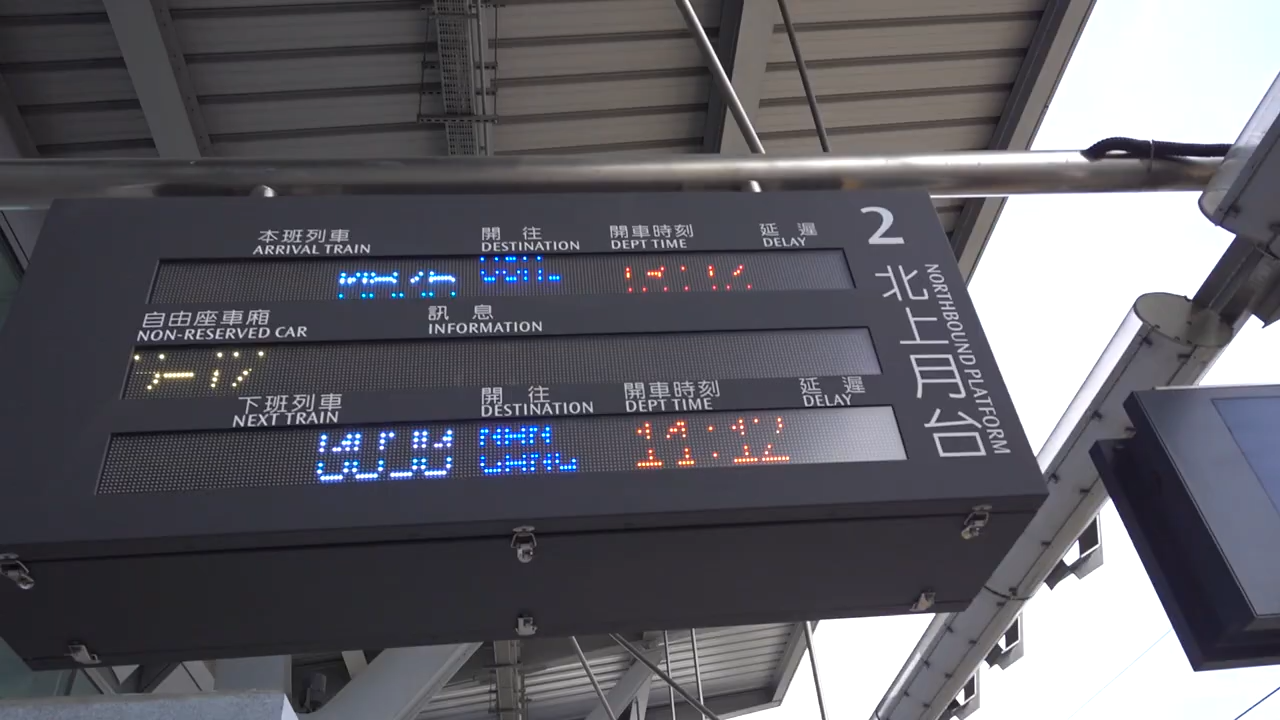 本班列車 開往 開車時刻 延遲
ARRIVAL TRAIN DESTINATION DEPT TIME DELAY
自由座車廂 訊息
NON-RESERVED CAR INFORMATION
下班列車 開往 開車時刻 延遲
NEXT TRAIN DESTINATION DEPT TIME DELAY
11:12
2
北上月台
NORTHBOUND PLATFORM